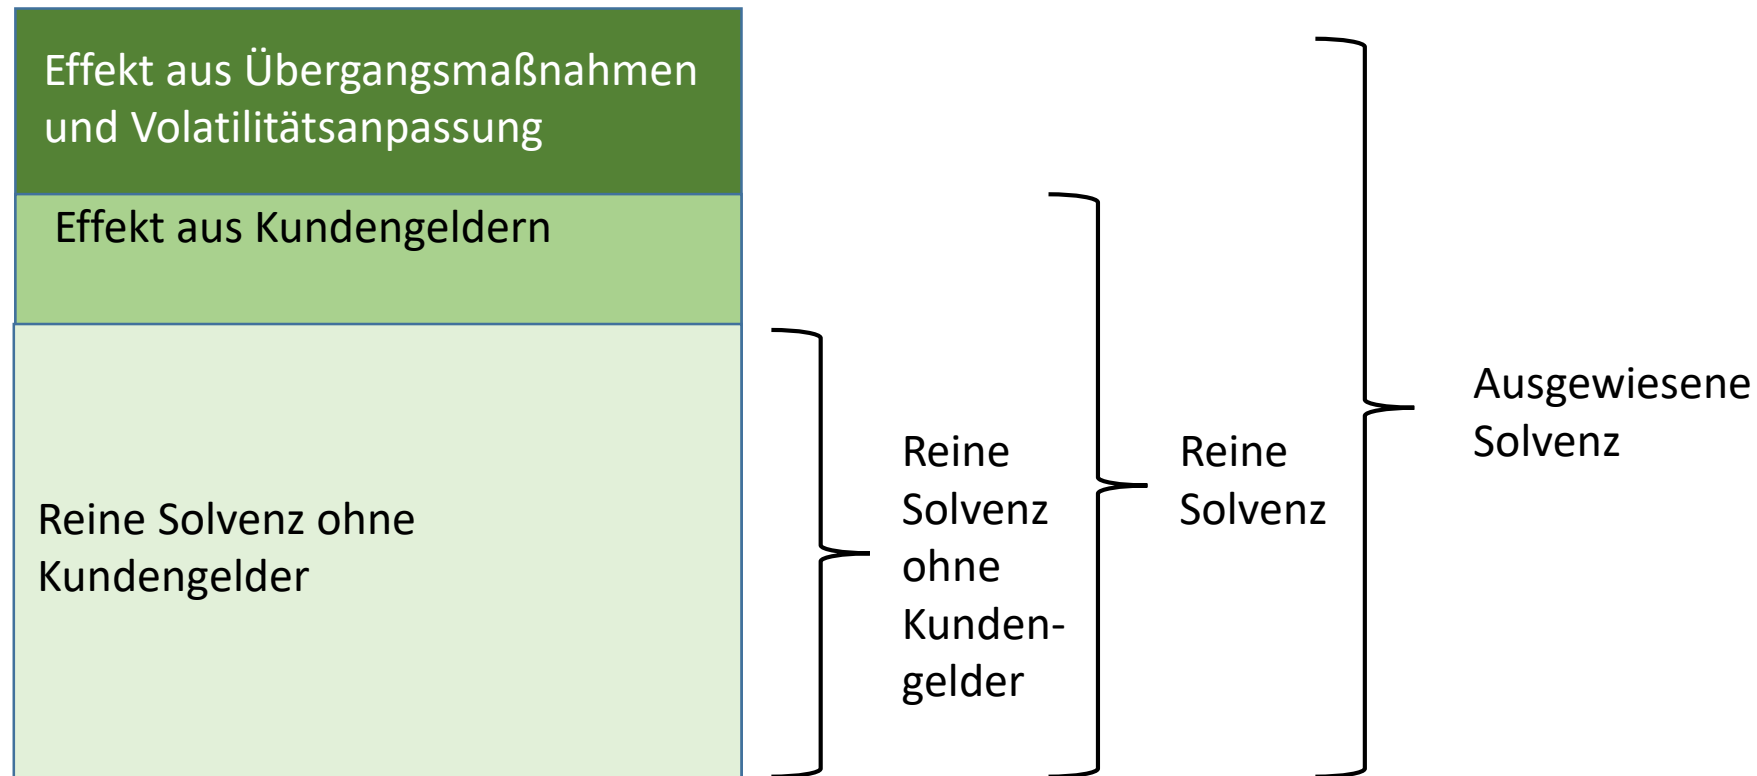 Effekt aus Übergangsmaßnahmen
und Volatilitätsanpassung
Effekt aus Kundengeldern
Reine Solvenz ohne
Kundengelder
Reine
Solvenz
ohne
Kunden-
gelder
Reine
Solvenz
Ausgewiesene
Solvenz